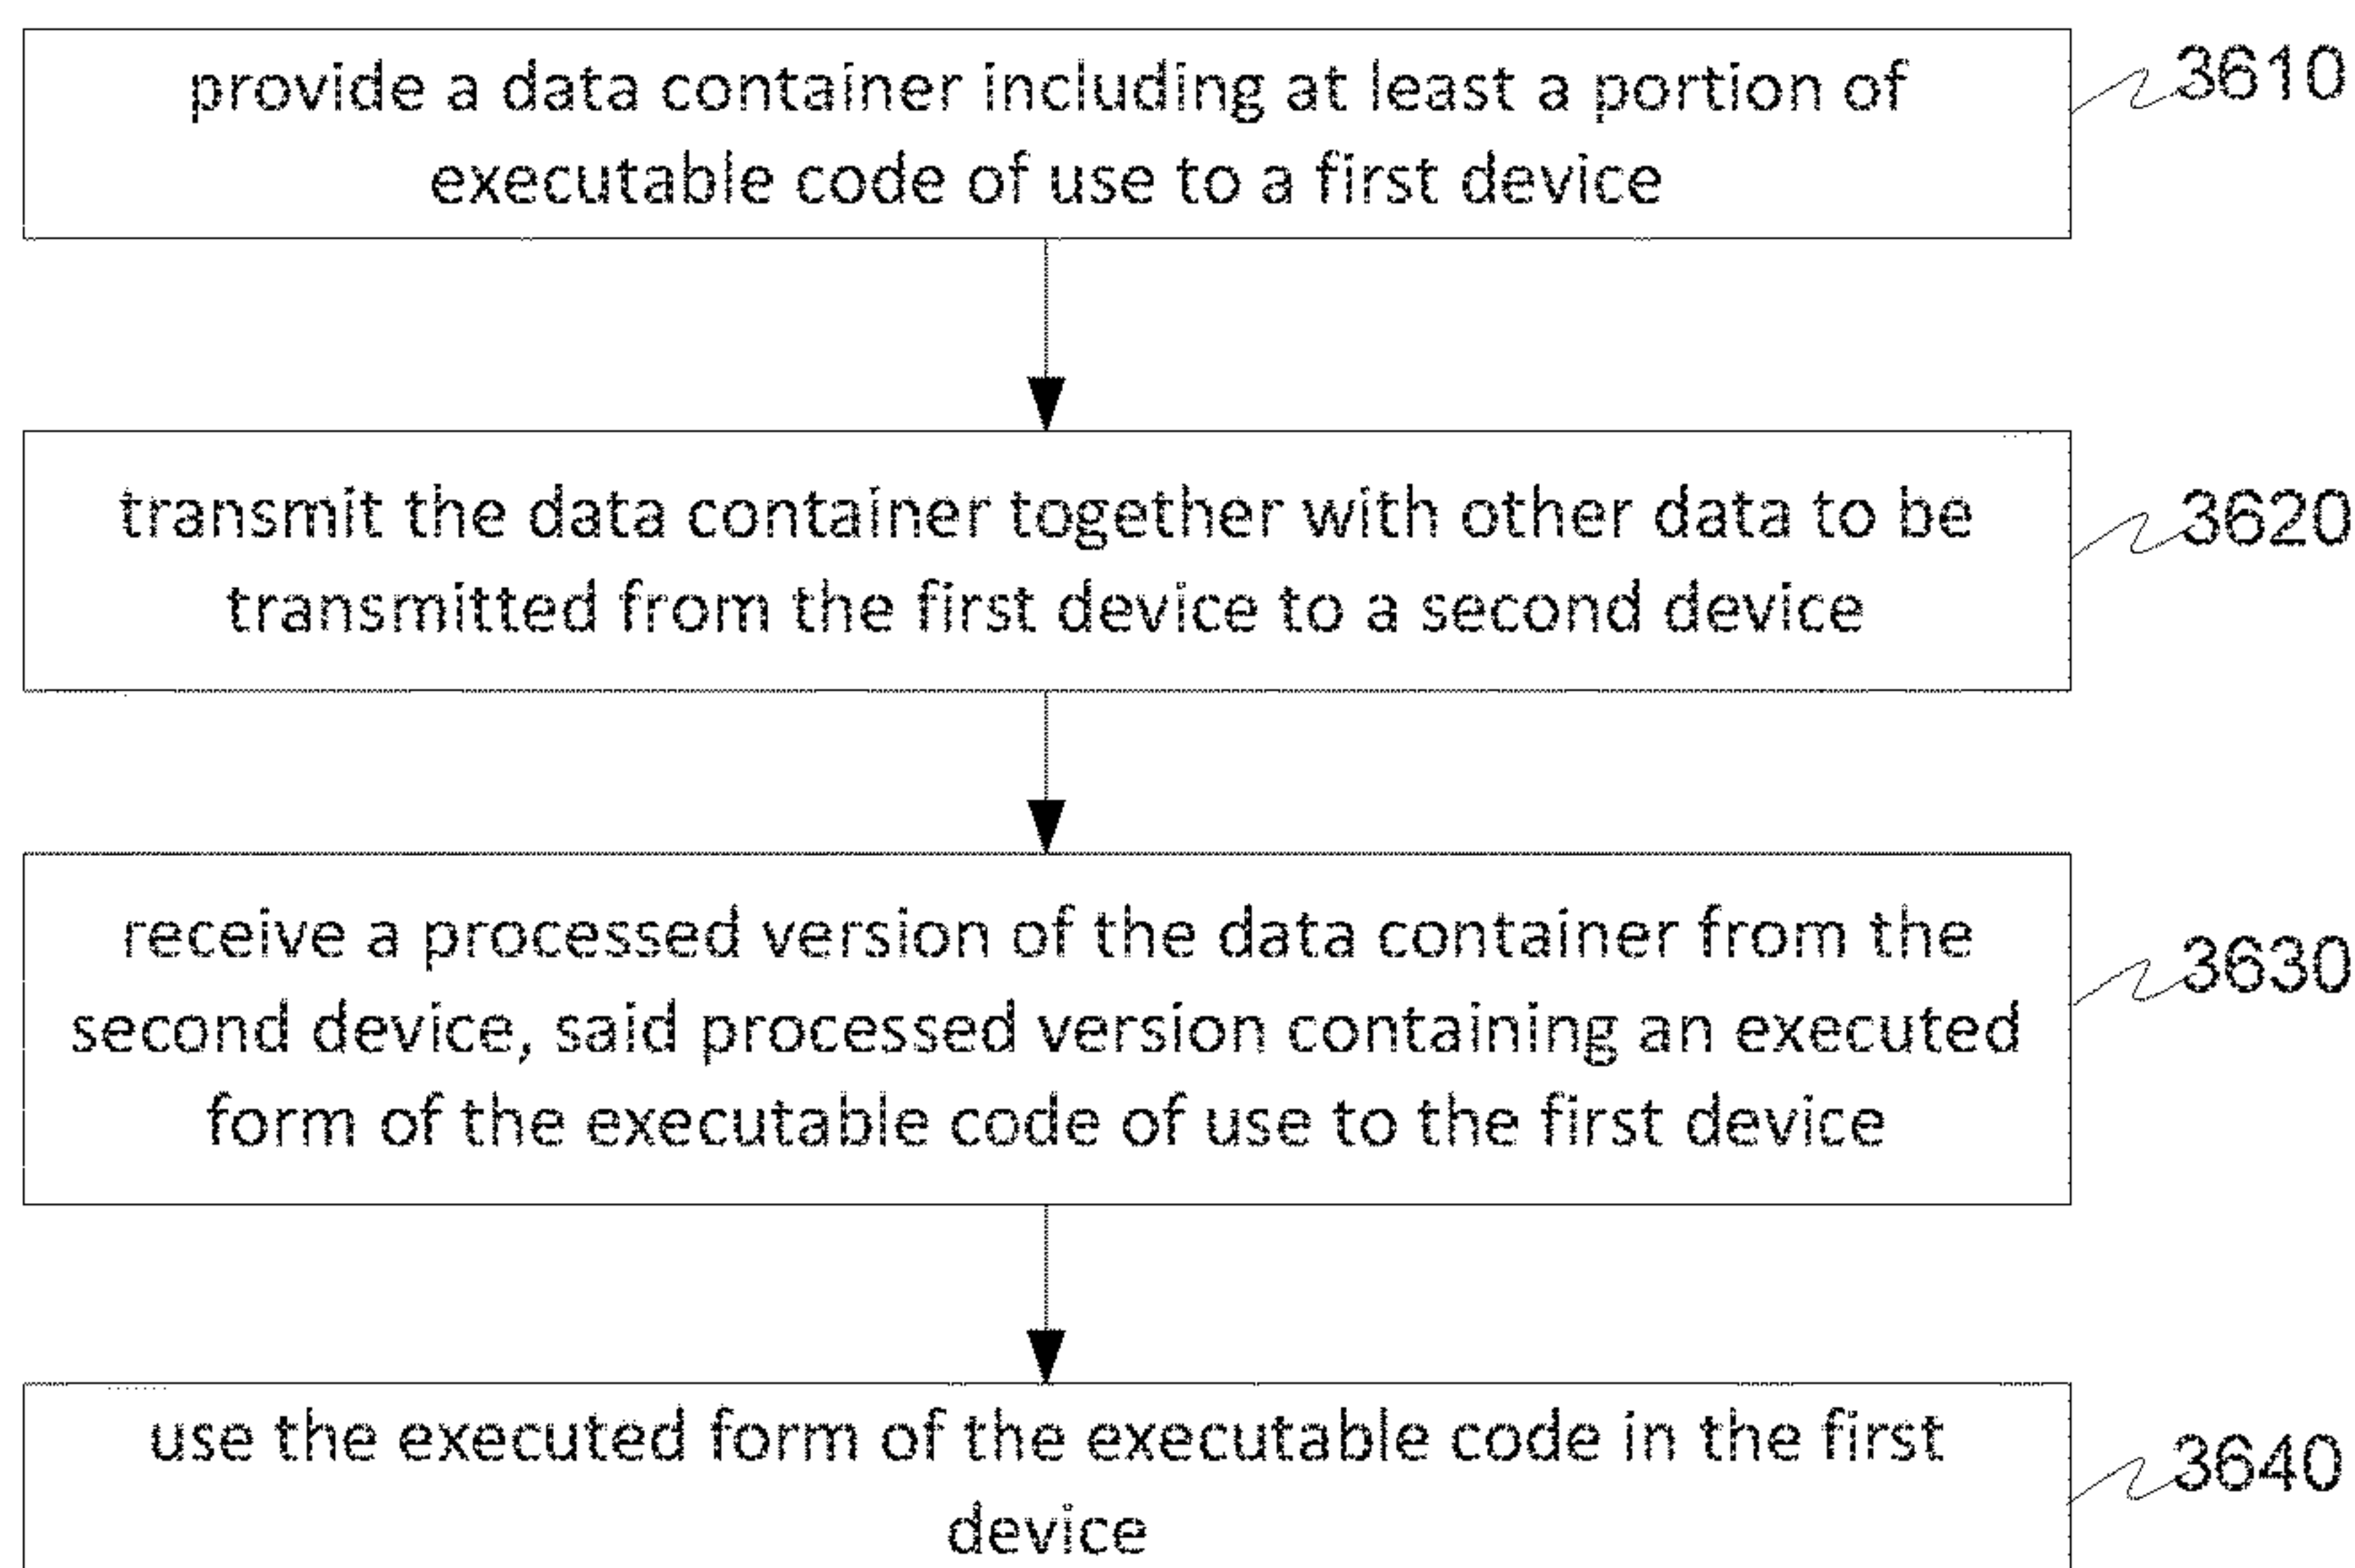 provide a data container including at least a portion of
executable code of use to a first device
3610
transmit the data container together with other data to be
transmitted from the first device to a second device
3620
receive a processed version of the data container from the
second device, said processed version containing an executed
form of the executable code of use to the first device
3630
use the executed form of the executable code in the first
device
3640